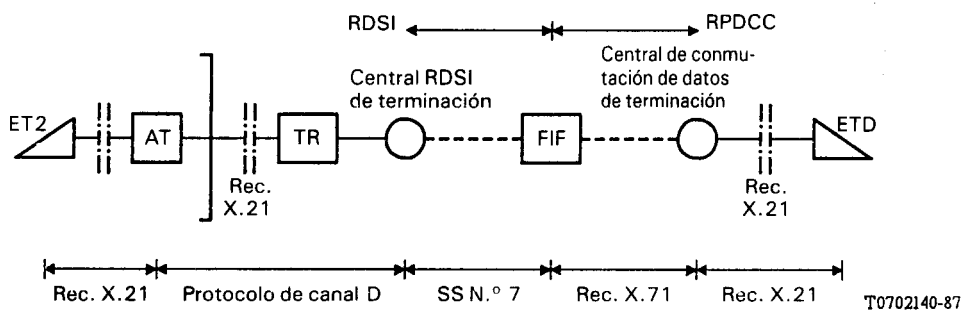 RDSI
RPDCC
Central RDSI
de terminación
Central de conmu-
tación de datos
de terminación
ET2
AT
TR
FIF
ETD
Rec.
X.21
Rec.
X.21
Rec. X.21
Protocolo de canal D
SS N.º 7
Rec. X.71
Rec. X.21
T0702140-87